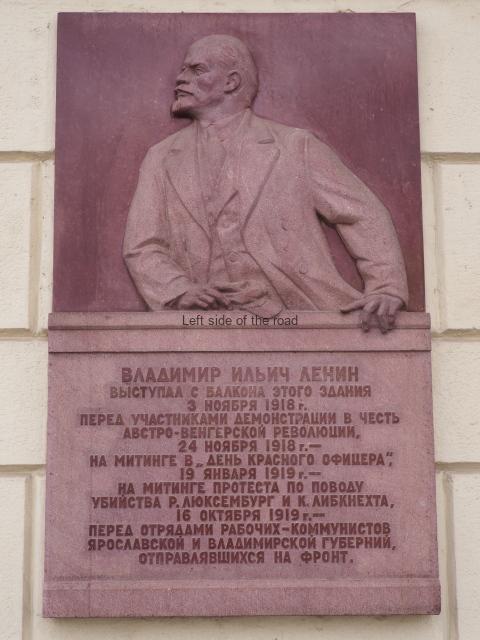 Left side of the road
ВЛАДИМИР ИЛЬИЧ ЛЕНИН
ВЫСТУПАЛ С БАЛКОНА ЭТОГО ЗДАНИЯ
3 НОЯБРЯ 1918 г.
ПЕРЕД УЧАСТНИКАМИ ДЕМОНСТРАЦИИ В ЧЕСТЬ
АВСТРО-ВЕНГЕРСКОЙ РЕВОЛЮЦИИ,
24 НОЯБРЯ 1918 г.—
НА МИТИНГЕ В „ДЕНЬ КРАСНОГО ОФИЦЕРА",
19 ЯНВАРЯ 1919 г.—
НА МИТИНГЕ ПРОТЕСТА ПО ПОВОДУ
УБИЙСТВА Р. ЛЮКСЕМБУРГ И К. ЛИБКНЕХТА,
16 ОКТЯБРЯ 1919 г.—
ПЕРЕД ОТРЯДАМИ РАБОЧИХ-КОММУНИСТОВ
ЯРОСЛАВСКОЙ И ВЛАДИМИРСКОЙ ГУБЕРНИЙ,
ОТПРАВЛЯВШИХСЯ НА ФРОНТ.